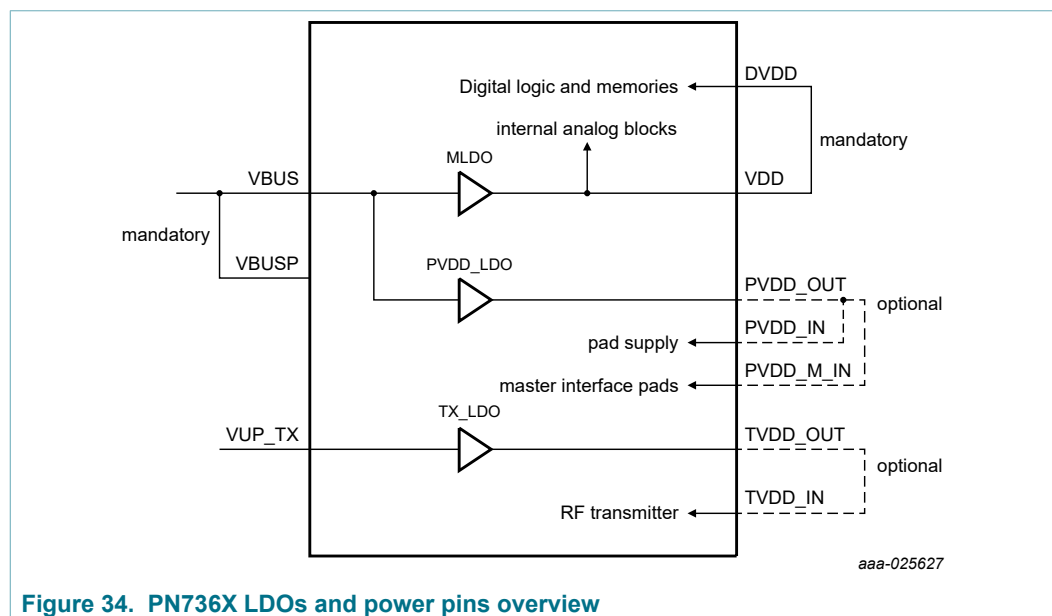 DVDD
Digital logic and memories
internal analog blocks
mandatory
MLDO
VBUS
VDD
mandatory
VBUSP
PVDD_LDO
PVDD_OUT
optional
PVDD_IN
pad supply
PVDD_M_IN
master interface pads
TX_LDO
VUP_TX
TVDD_OUT
optional
TVDD_IN
RF transmitter
aaa-025627
Figure 34. PN736X LDOs and power pins overview